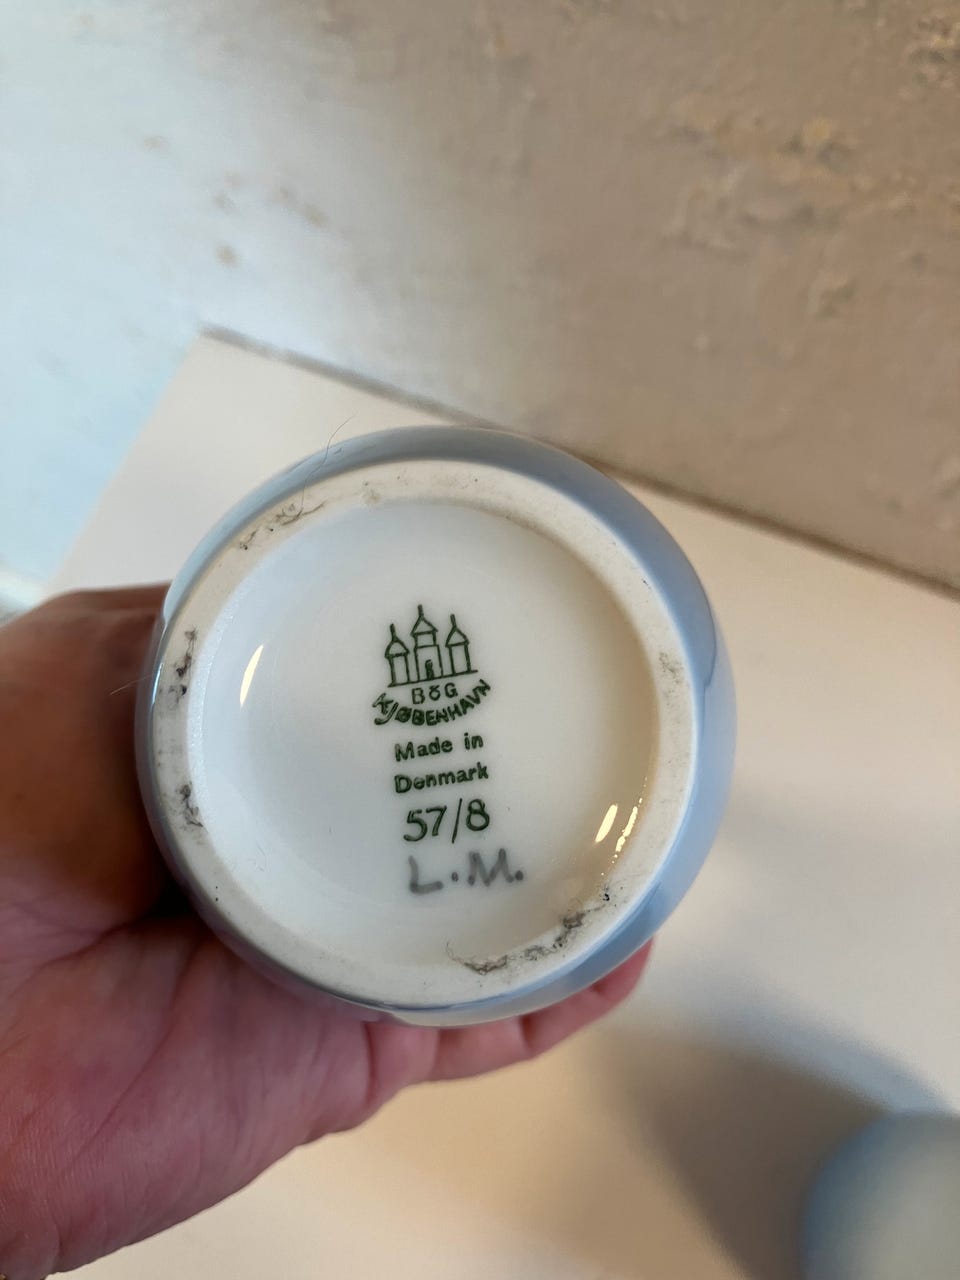 B&G
KJØBENHAVN
Made in
Denmark
57/8
L.M.